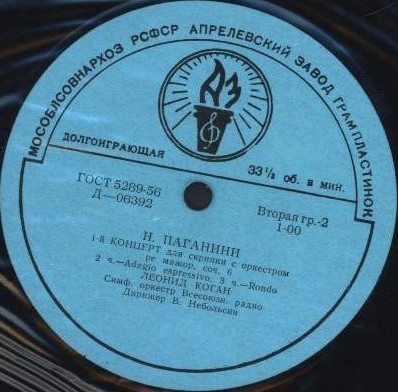 МОСОБЛСОВНАРХОЗ РСФСР АПРЕЛЕВСКИЙ ЗАВОД ГРАМПЛАСТИНОК
АЗ
ДОЛГОИГРАЮЩАЯ
33⅓ об. в мин.
ГОСТ 5289-56
Д—06392
Вторая гр.-2
1-00
Н. ПАГАНИНИ
1-й КОНЦЕРТ для скрипки с оркестром
ре мажор, соч. 6
2 ч.—Adagio espressivo, 3 ч.—Rondo
ЛЕОНИД КОГАН
Симф. оркестр Всесоюзн. радио
Дирижер В. Небольсин